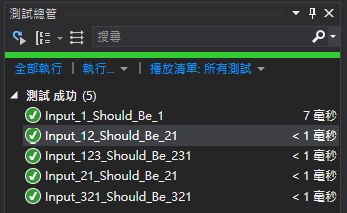 測試總管
搜尋
全部執行 | 執行... | 播放清單: 所有測試
測試 成功 (5)
Input_1_Should_Be_1 7 毫秒
Input_12_Should_Be_21 < 1 毫秒
Input_123_Should_Be_231 < 1 毫秒
Input_21_Should_Be_21 < 1 毫秒
Input_321_Should_Be_321 < 1 毫秒